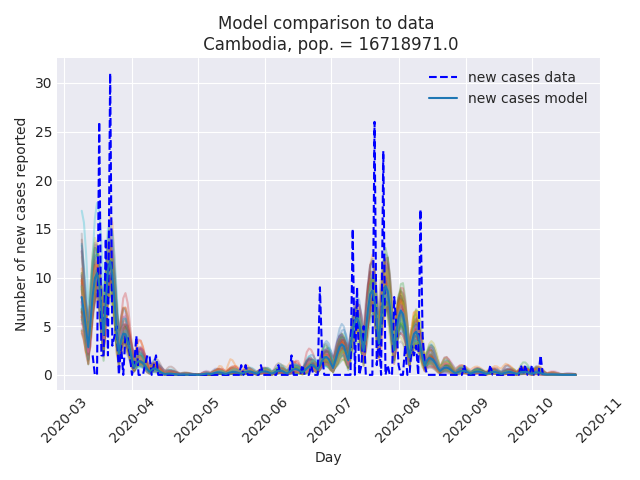 Model comparison to data
Cambodia, pop. = 16718971.0
new cases data
new cases model
Number of new cases reported
30
25
20
15
10
5
0
2020-03
2020-04
2020-05
2020-06
2020-07
2020-08
2020-09
2020-10
2020-11
Day